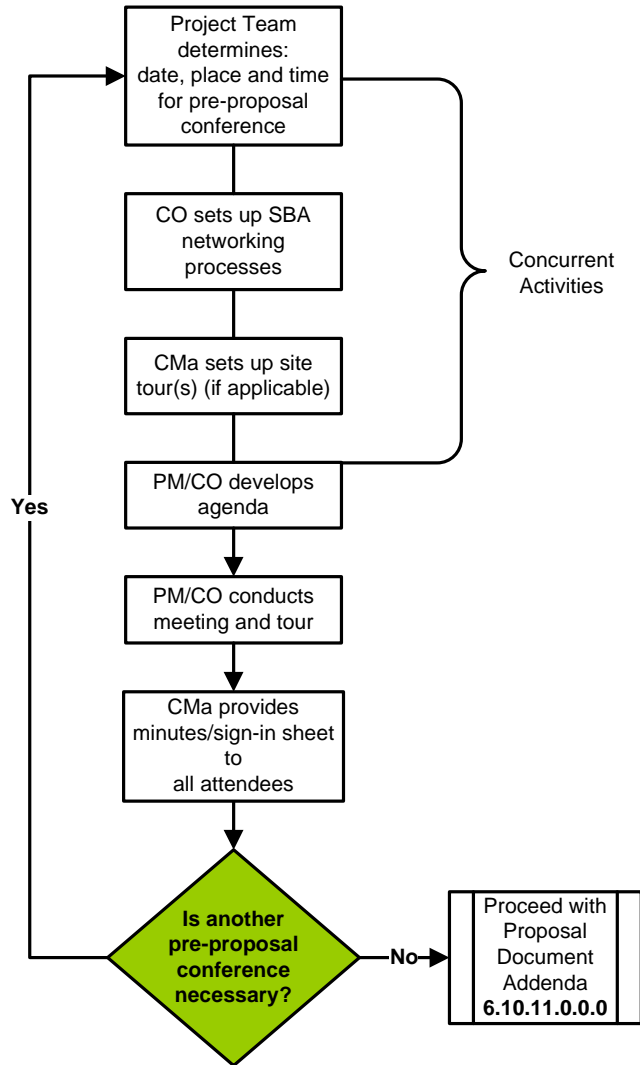 Project Team
determines:
date, place and time
for pre-proposal
conference
CO sets up SBA
networking
processes
Concurrent
Activities
CMa sets up site
tour(s) (if applicable)
PM/CO develops
agenda
Yes
PM/CO conducts
meeting and tour
CMa provides
minutes/sign-in sheet
to
all attendees
Is another
pre-proposal
conference
necessary?
No
Proceed with
Proposal
Document
Addenda
6.10.11.0.0.0